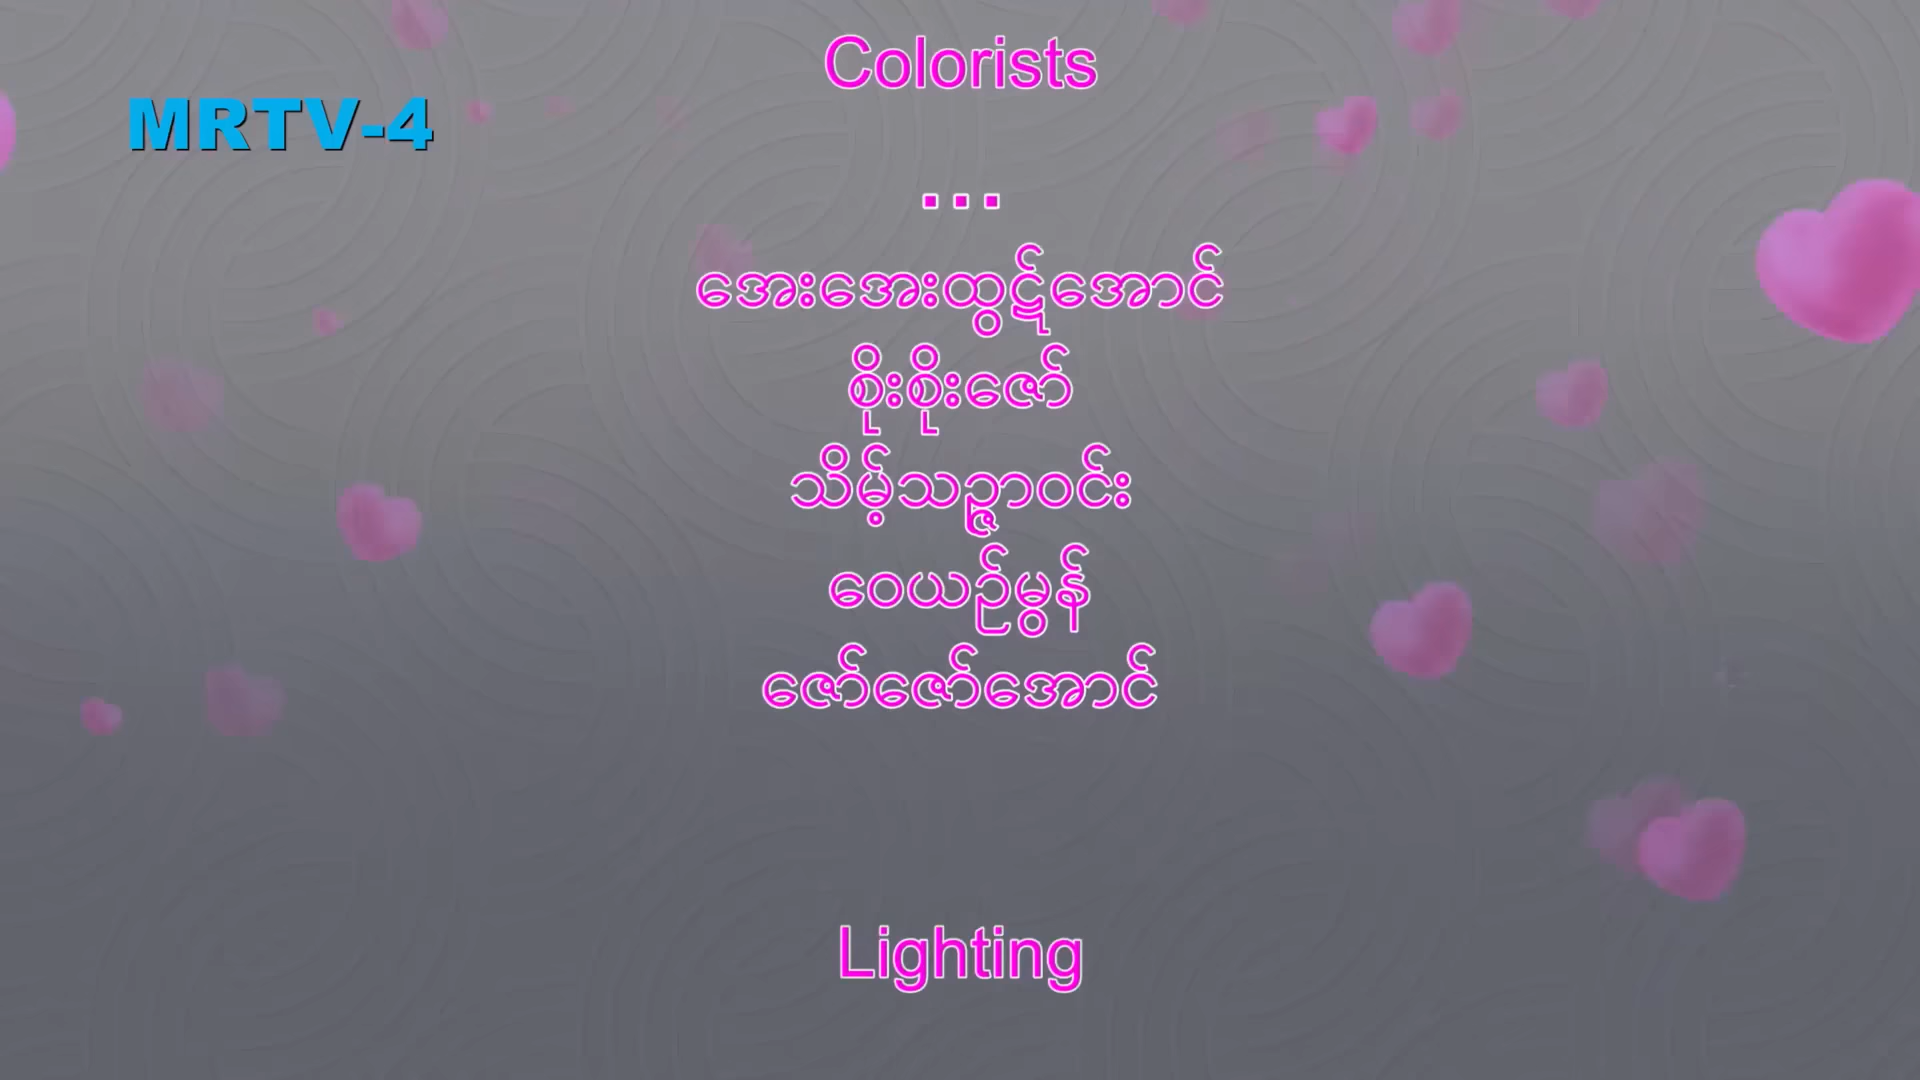 Colorists
MRTV-4
...
အေးအေးထွဋ်အောင်
စိုးစိုးဇော်
သိမ့်သဉ္ဇာဝင်း
ဝေယဉ်မွန်
ဇော်ဇော်အောင်
Lighting